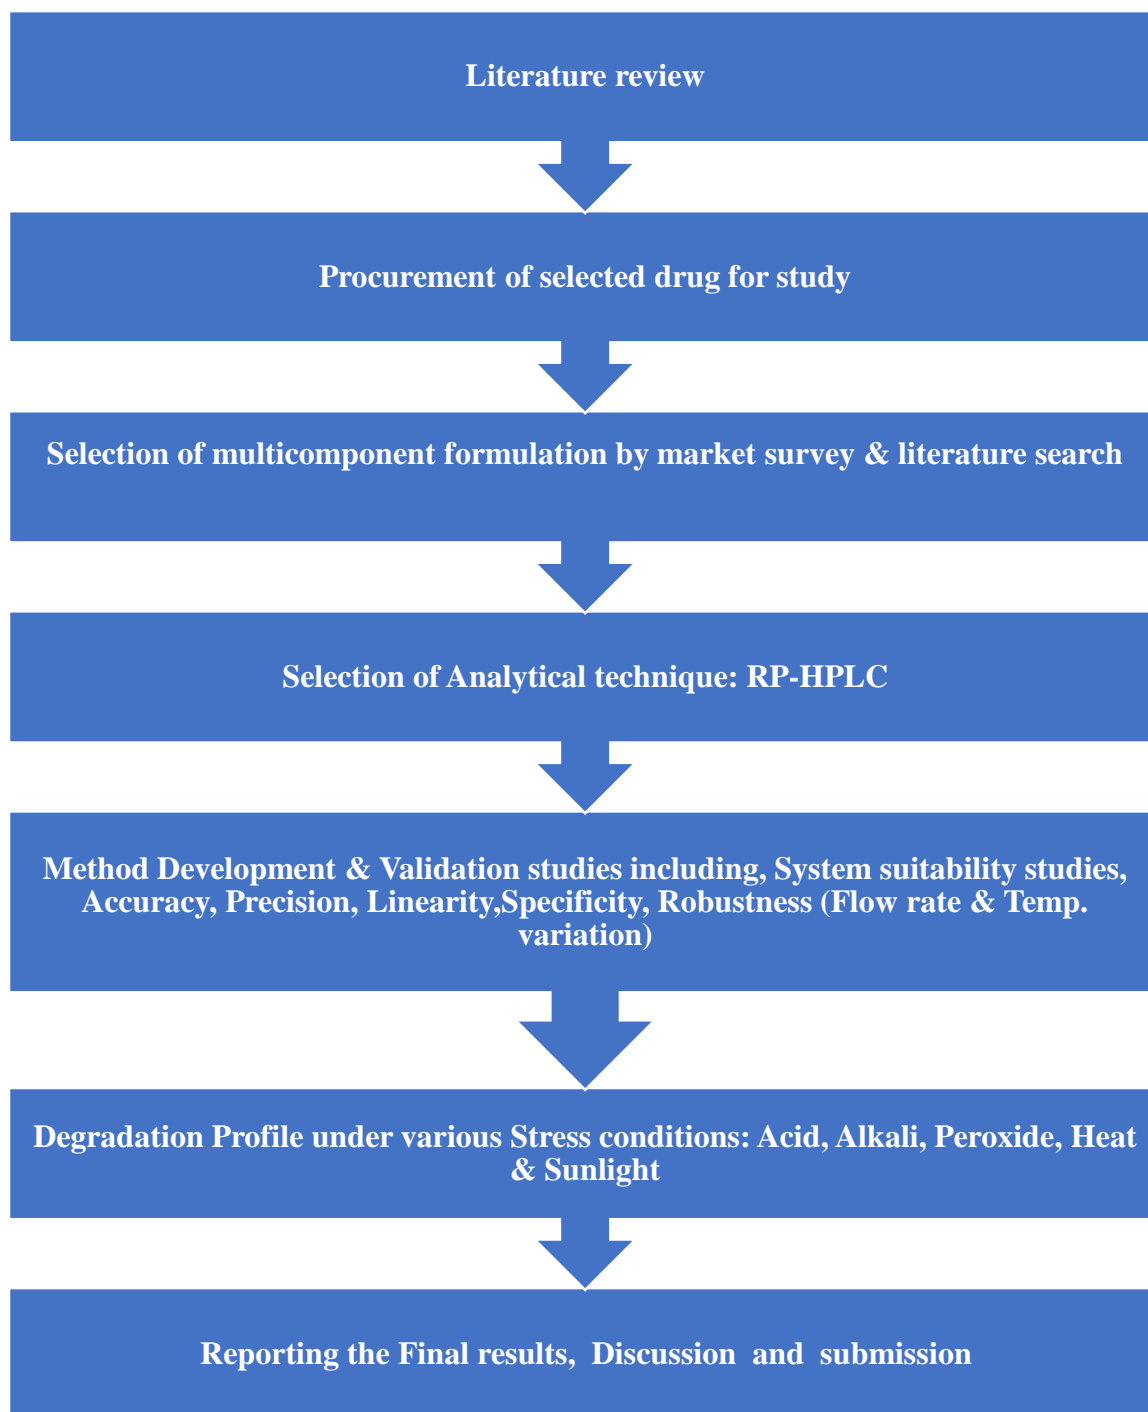 Literature review
Procurement of selected drug for study
Selection of multicomponent formulation by market survey & literature search
Selection of Analytical technique: RP-HPLC
Method Development & Validation studies including, System suitability studies,
Accuracy, Precision, Linearity,Specificity, Robustness (Flow rate & Temp.
variation)
Degradation Profile under various Stress conditions: Acid, Alkali, Peroxide, Heat
& Sunlight
Reporting the Final results,  Discussion  and  submission